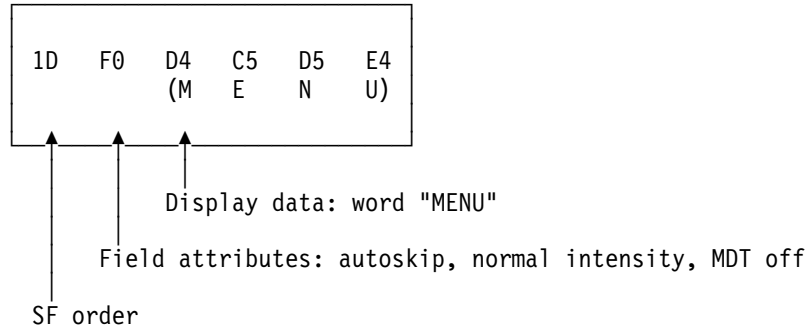 1D F0 D4 C5 D5 E4
(M E N U)
Display data: word "MENU"
Field attributes: autoskip, normal intensity, MDT off
SF order